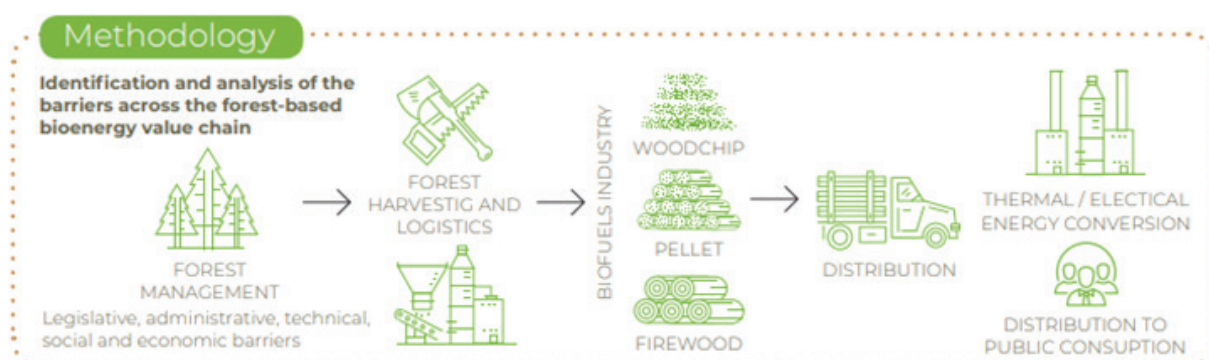 Methodology
Identification and analysis of the
barriers across the forest-based
bioenergy value chain
FOREST
MANAGEMENT
Legislative, administrative, technical,
social and economic barriers
FOREST
HARVESTIG AND
LOGISTICS
BIOFUELS INDUSTRY
WOODCHIP
PELLET
FIREWOOD
DISTRIBUTION
THERMAL / ELECTICAL
ENERGY CONVERSION
DISTRIBUTION TO
PUBLIC CONSUPTION